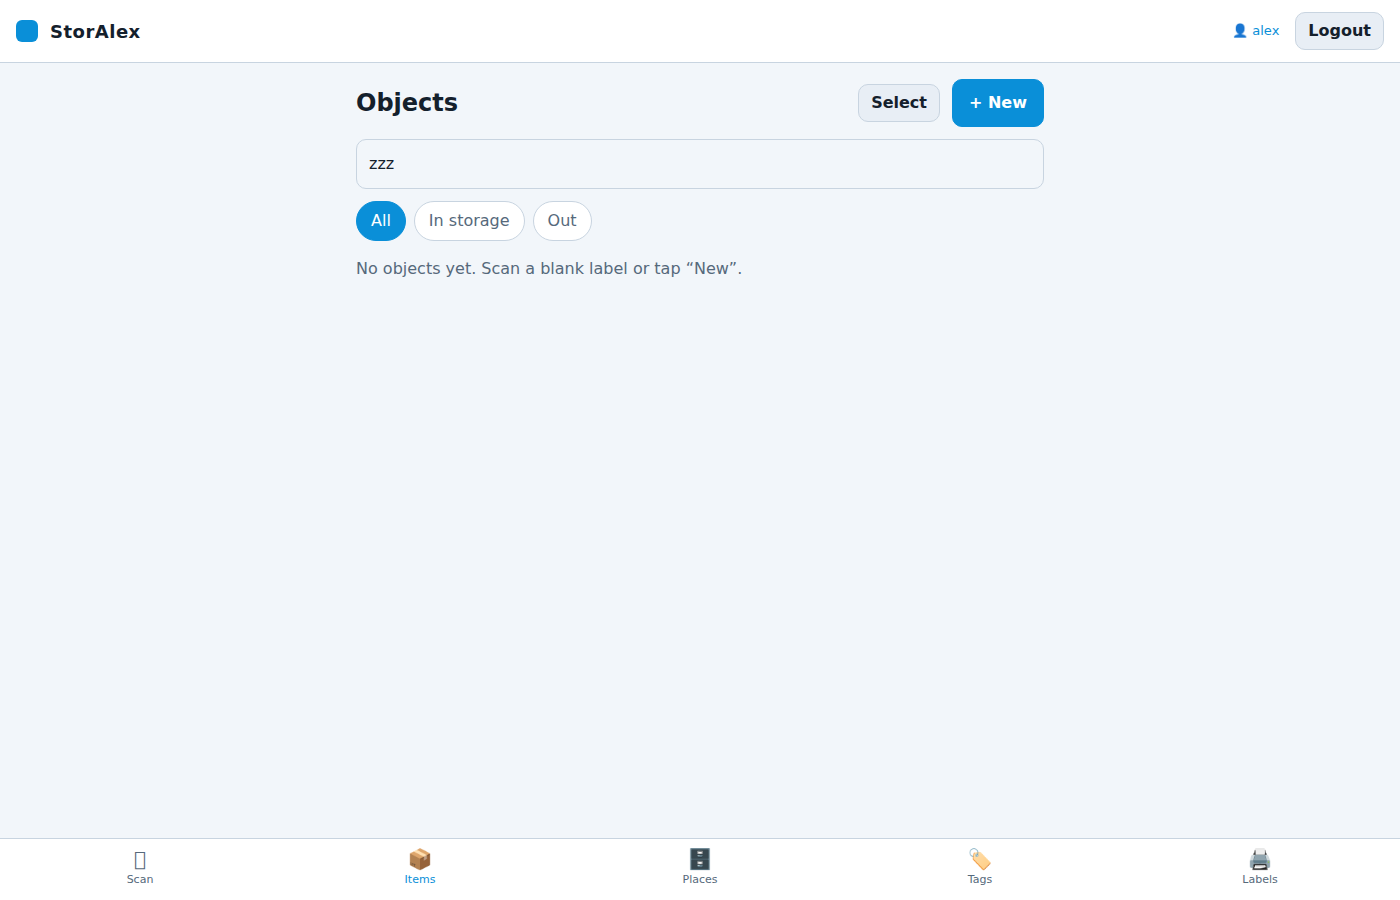 StorAlex
alex
Logout
Objects
Select
+ New
zzz
All
In storage
Out
No objects yet. Scan a blank label or tap “New”.
Scan
Items
Places
Tags
Labels